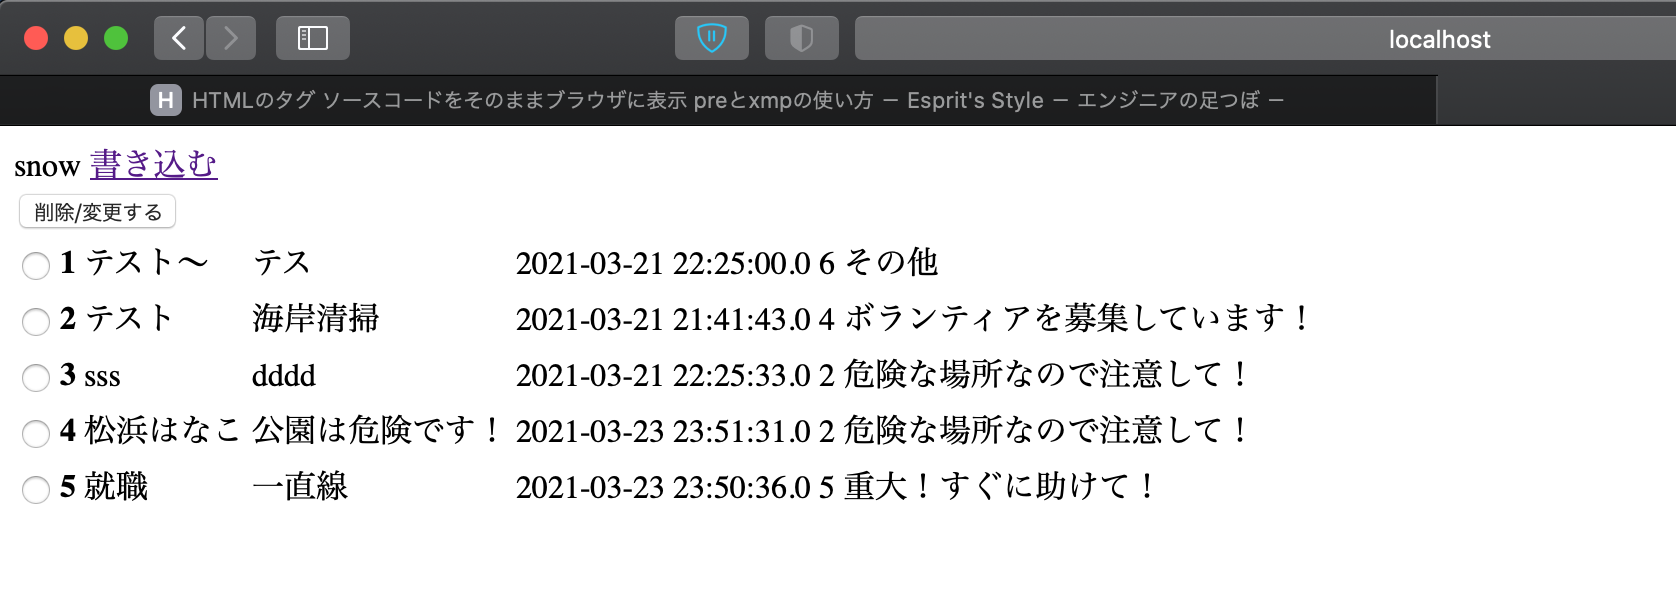 localhost
H HTMLのタグ ソースコードをそのままブラウザに表示 preとxmpの使い方 － Esprit's Style － エンジニアの足つぼ －
snow 書き込む
削除/変更する
1 テスト〜 テス 2021-03-21 22:25:00.0 6 その他
2 テスト 海岸清掃 2021-03-21 21:41:43.0 4 ボランティアを募集しています！
3 sss dddd 2021-03-21 22:25:33.0 2 危険な場所なので注意して！
4 松浜はなこ 公園は危険です！ 2021-03-23 23:51:31.0 2 危険な場所なので注意して！
5 就職 一直線 2021-03-23 23:50:36.0 5 重大！すぐに助けて！